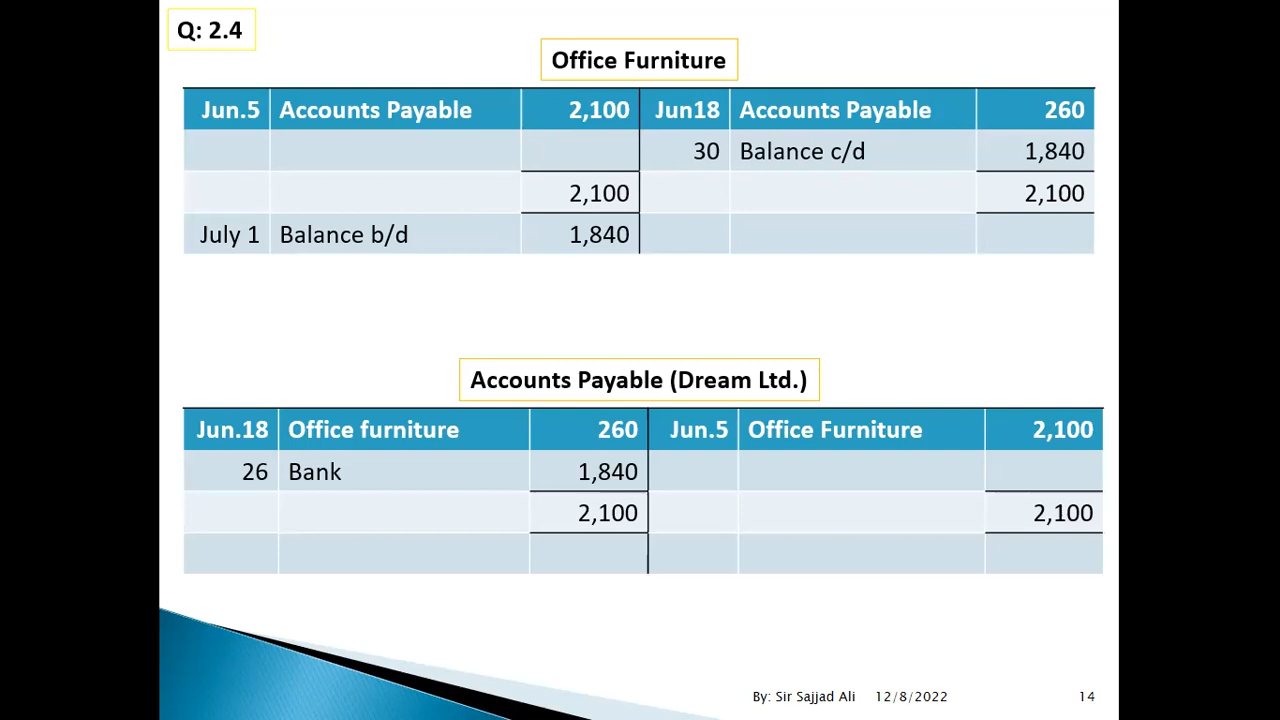 Q: 2.4
Office Furniture
Jun.5 Accounts Payable 2,100 Jun18 Accounts Payable 260
30 Balance c/d 1,840
2,100 2,100
July 1 Balance b/d 1,840
Accounts Payable (Dream Ltd.)
Jun.18 Office furniture 260 Jun.5 Office Furniture 2,100
26 Bank 1,840
2,100 2,100
By: Sir Sajjad Ali 12/8/2022 14